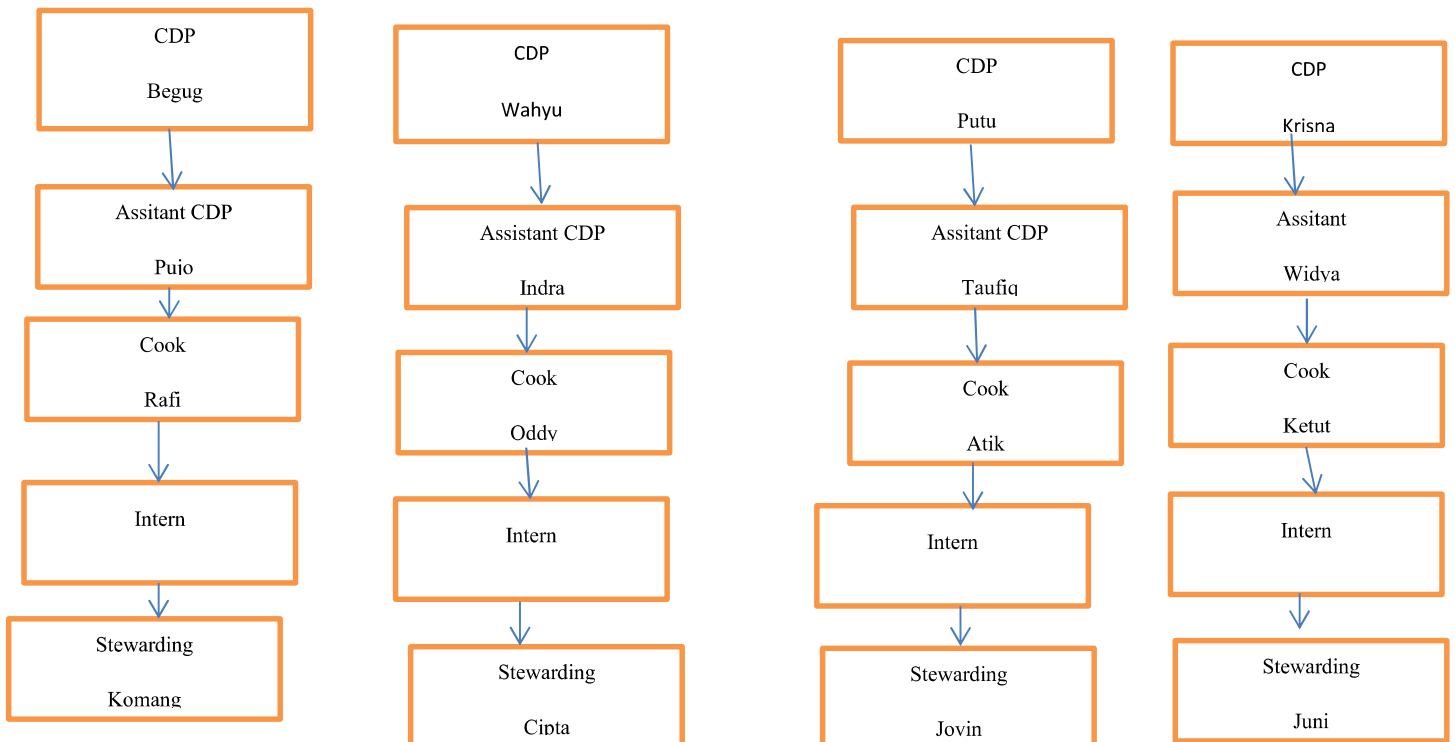 CDP
Begug
Assitant CDP
Pujo
Cook
Rafi
Intern
Stewarding
Komang
CDP
Wahyu
Assistant CDP
Indra
Cook
Oddy
Intern
Stewarding
Cipta
CDP
Putu
Assitant CDP
Taufiq
Cook
Atik
Intern
Stewarding
Jovin
CDP
Krisna
Assitant
Widya
Cook
Ketut
Intern
Stewarding
Juni